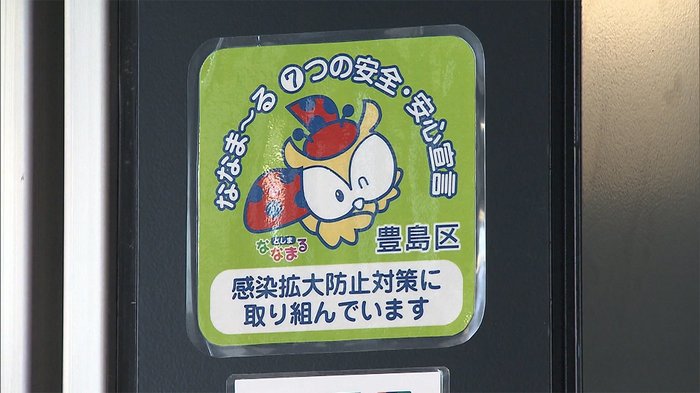 ななま～る ❼つの安全・安心宣言
としま
ななまる
豊島区
感染拡大防止対策に
取り組んでいます